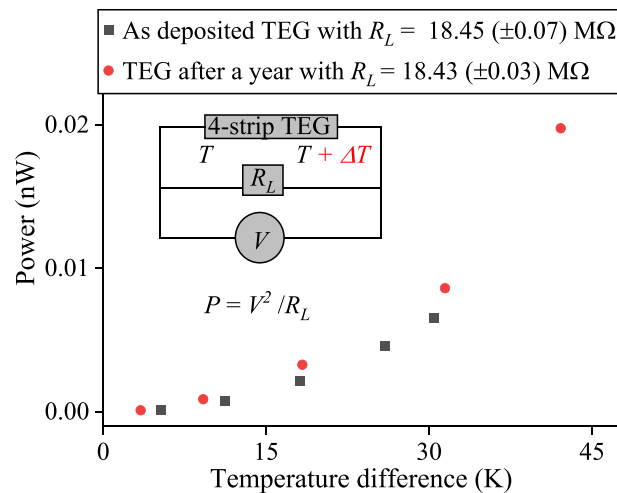 As deposited TEG with R_L = 18.45 (±0.07) MΩ
TEG after a year with R_L = 18.43 (±0.03) MΩ
0.02
4-strip TEG
T T + ΔT
R_L
V
0.01
P = V² /R_L
0.00
Power (nW)
0 15 30 45
Temperature difference (K)